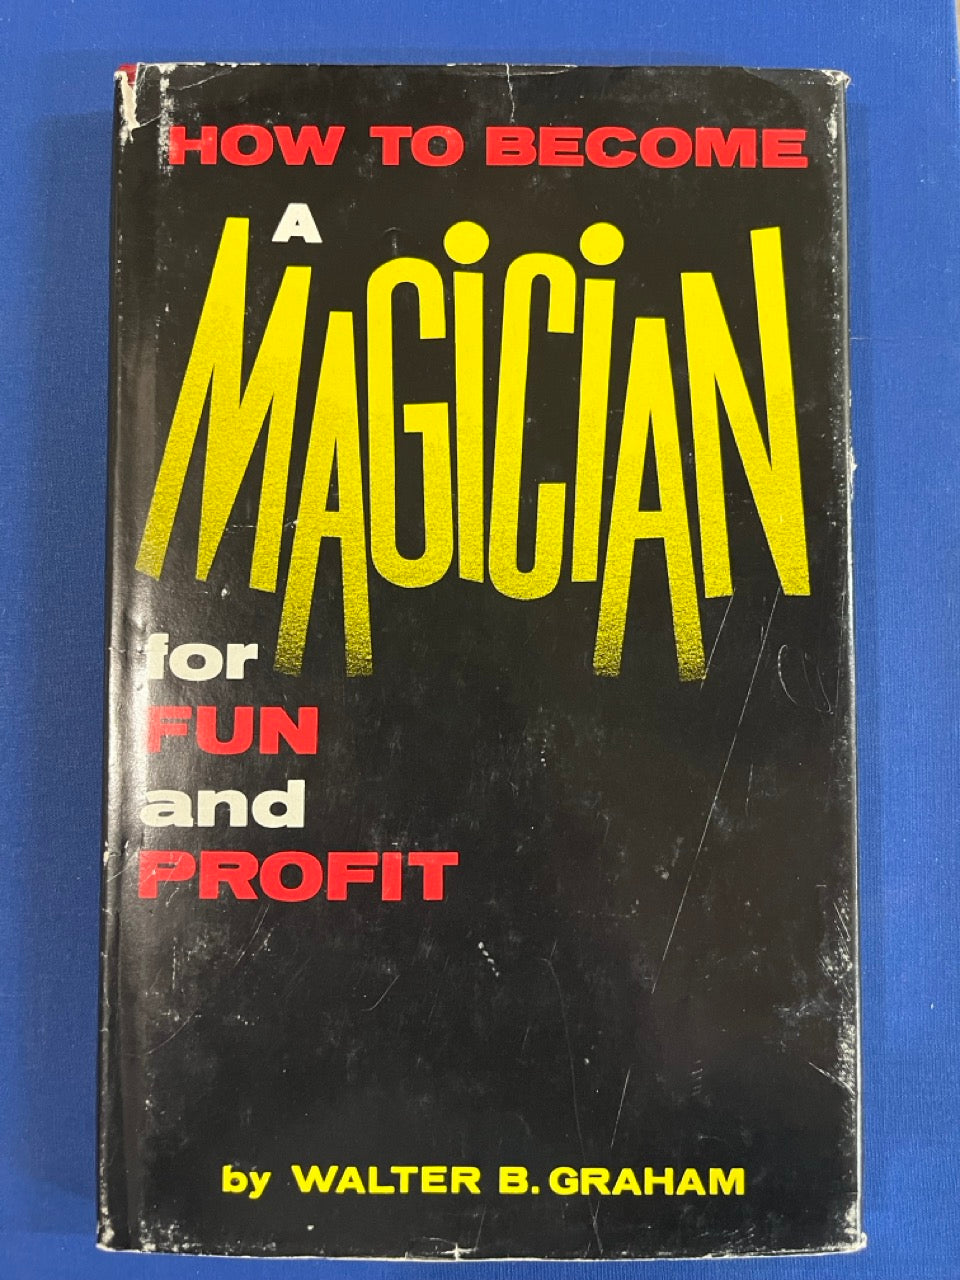 HOW TO BECOME
A
MAGiCiAN
for
FUN
and
PROFIT
by WALTER B. GRAHAM